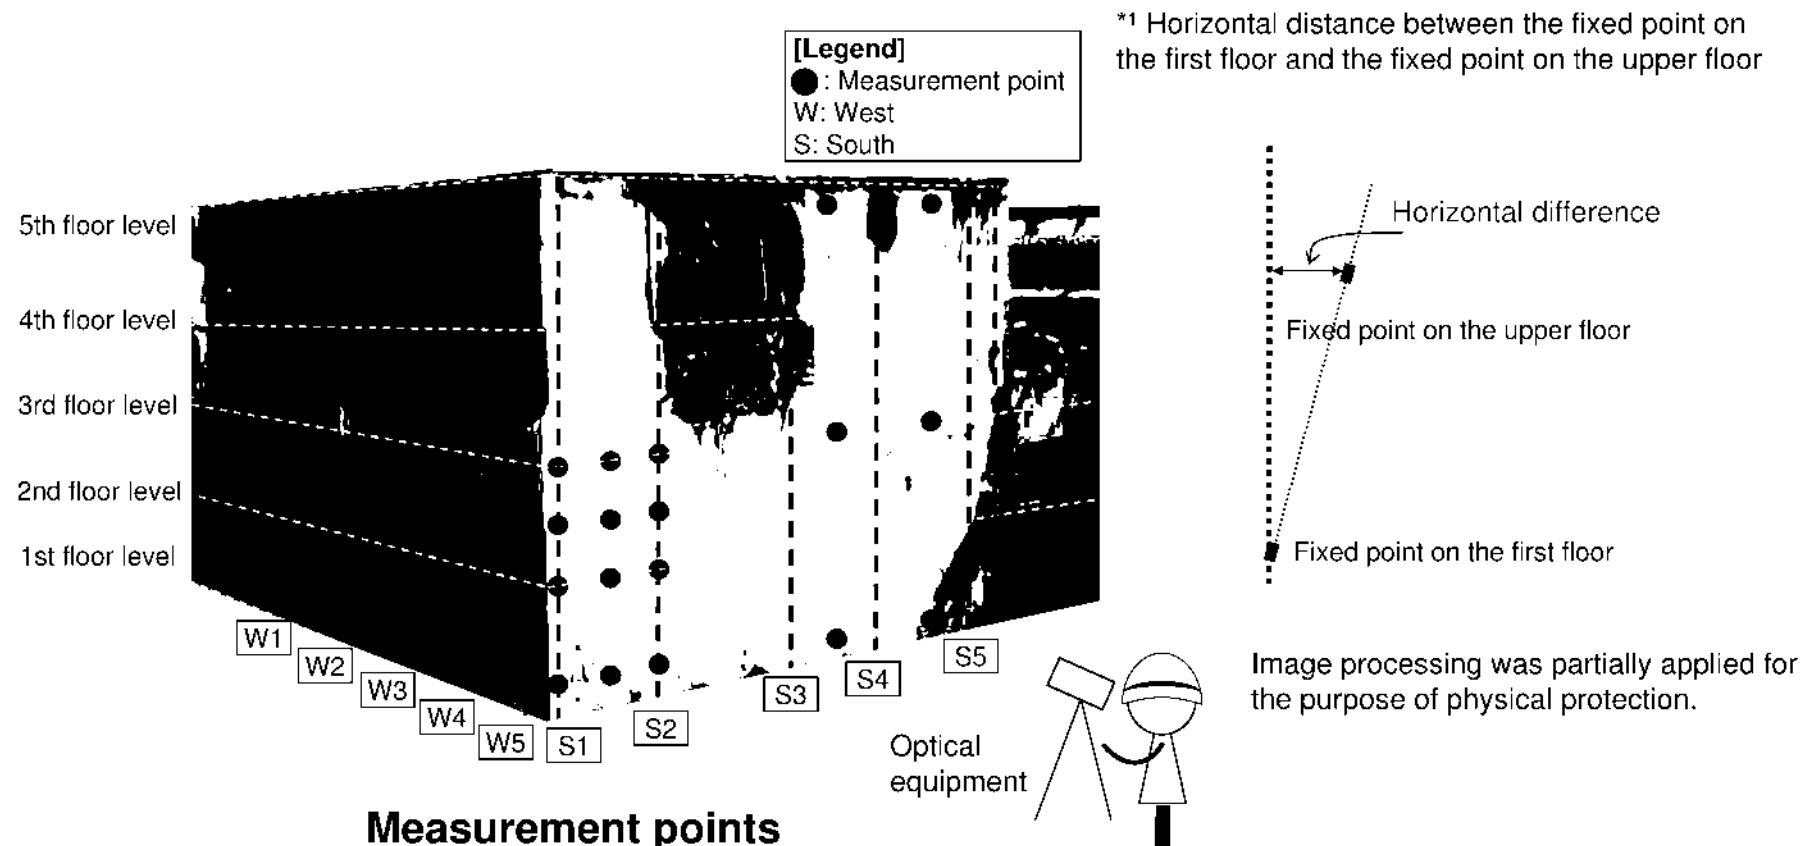 *1 Horizontal distance between the fixed point on
the first floor and the fixed point on the upper floor
[Legend]
● : Measurement point
W: West
S: South
5th floor level
4th floor level
3rd floor level
2nd floor level
1st floor level
Horizontal difference
Fixed point on the upper floor
Fixed point on the first floor
W1
W2
W3
W4
W5
S1
S2
S3
S4
S5
Image processing was partially applied for
the purpose of physical protection.
Optical
equipment
Measurement points